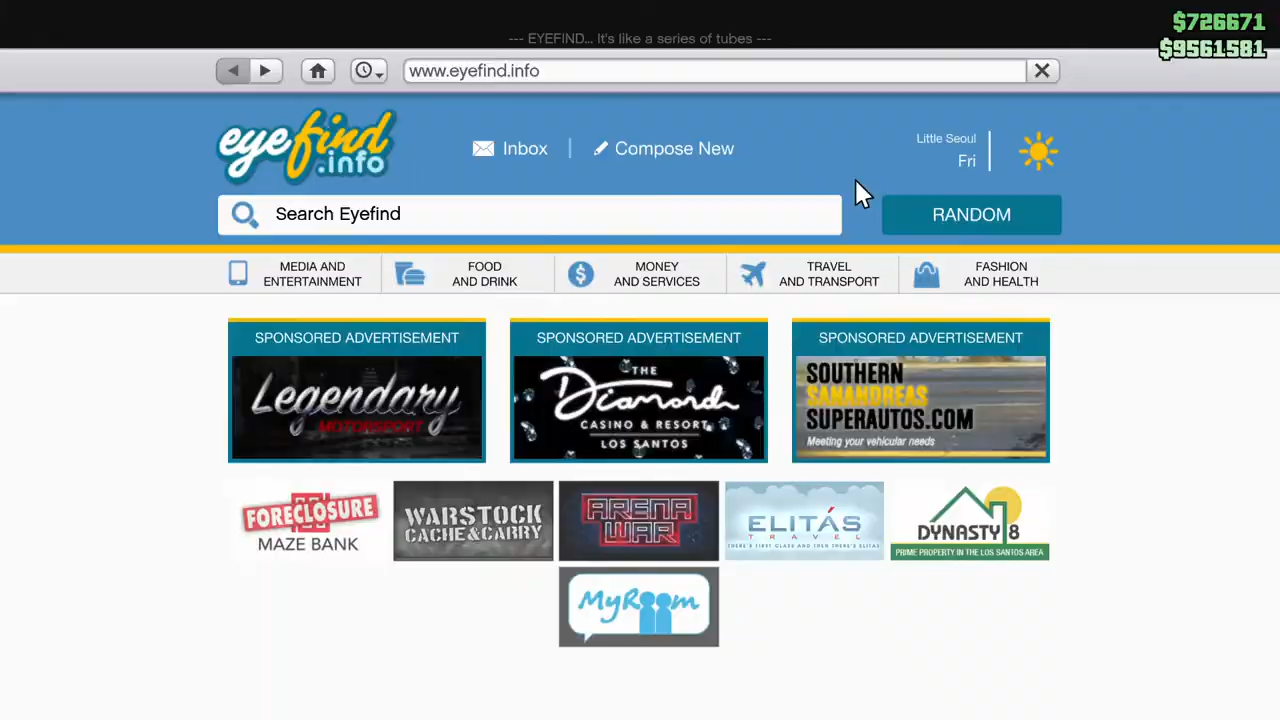 $726671
--- EYEFIND... It's like a series of tubes ---
$9561581
www.eyefind.info
eyefind.info
Inbox
Compose New
Little Seoul
Fri
Search Eyefind
RANDOM
MEDIA AND
ENTERTAINMENT
FOOD
AND DRINK
MONEY
AND SERVICES
TRAVEL
AND TRANSPORT
FASHION
AND HEALTH
SPONSORED ADVERTISEMENT
Legendary
MOTORSPORT
SPONSORED ADVERTISEMENT
THE
Diamond
CASINO & RESORT
LOS SANTOS
SPONSORED ADVERTISEMENT
SOUTHERN
SANANDREAS
SUPERAUTOS.COM
Meeting your vehicular needs
FORECLOSURE
MAZE BANK
WARSTOCK
CACHE & CARRY
ARENA
WAR
ELITÁS
TRAVEL
THERE'S FIRST CLASS AND THEN THERE'S ELITAS
DYNASTY 8
PRIME PROPERTY IN THE LOS SANTOS AREA
MyRoom